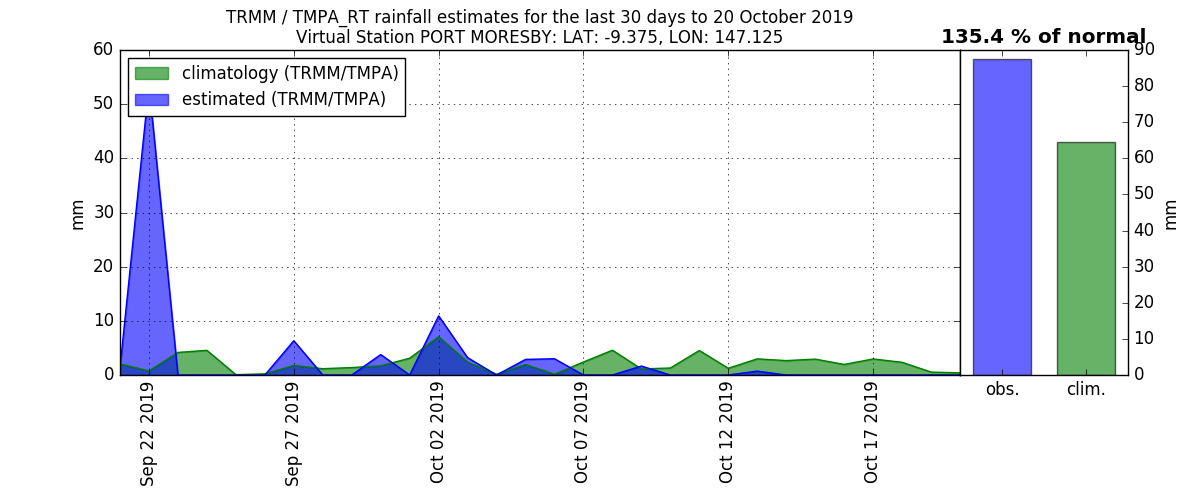 TRMM / TMPA_RT rainfall estimates for the last 30 days to 20 October 2019
Virtual Station PORT MORESBY: LAT: -9.375, LON: 147.125
135.4 % of normal
climatology (TRMM/TMPA)
estimated (TRMM/TMPA)
60
50
40
30
20
10
0
mm
Sep 22 2019
Sep 27 2019
Oct 02 2019
Oct 07 2019
Oct 12 2019
Oct 17 2019
obs.
clim.
90
80
70
60
50
40
30
20
10
0
mm